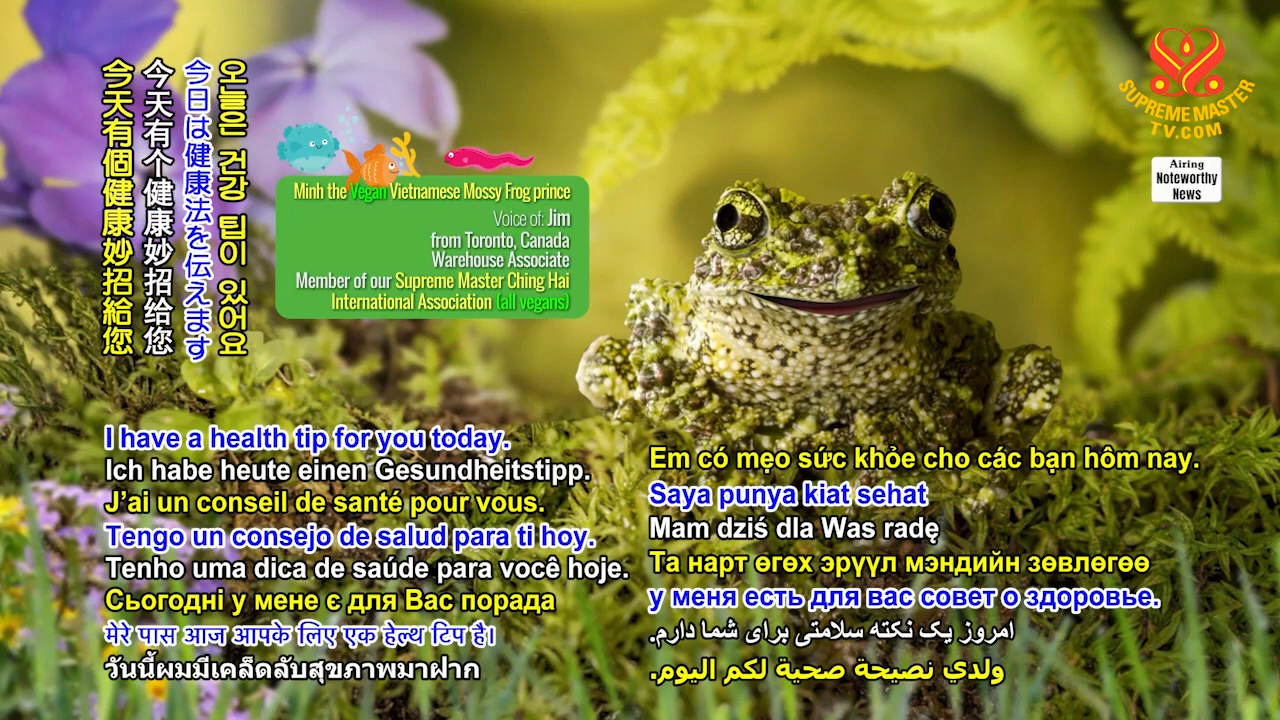 오늘은 건강 팁이 있어요
今日は健康法を伝えます
今天有个健康妙招给您
今天有個健康妙招給您
SUPREME MASTER
TV.COM
Airing
Noteworthy
News
Minh the Vegan Vietnamese Mossy Frog prince
Voice of: Jim
from Toronto, Canada
Warehouse Associate
Member of our Supreme Master Ching Hai
International Association (all vegans)
I have a health tip for you today.
Ich habe heute einen Gesundheitstipp.
J’ai un conseil de santé pour vous.
Tengo un consejo de salud para ti hoy.
Tenho uma dica de saúde para você hoje.
Сьогодні у мене є для Вас порада
मेरे पास आज आपके लिए एक हेल्थ टिप है।
วันนี้ผมมีเคล็ดลับสุขภาพมาฝาก
Em có mẹo sức khỏe cho các bạn hôm nay.
Saya punya kiat sehat
Mam dziś dla Was radę
Та нарт өгөх эрүүл мэндийн зөвлөгөө
у меня есть для вас совет о здоровье.
امروز یک نکته سلامتی برای شما دارم.
ولدي نصيحة صحية لكم اليوم.